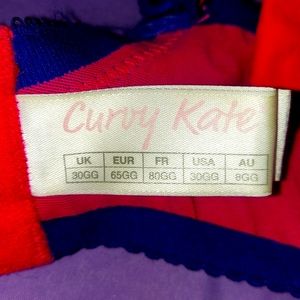 Curvy Kate
UK EUR FR USA AU
30GG 65GG 80GG 30GG 8GG